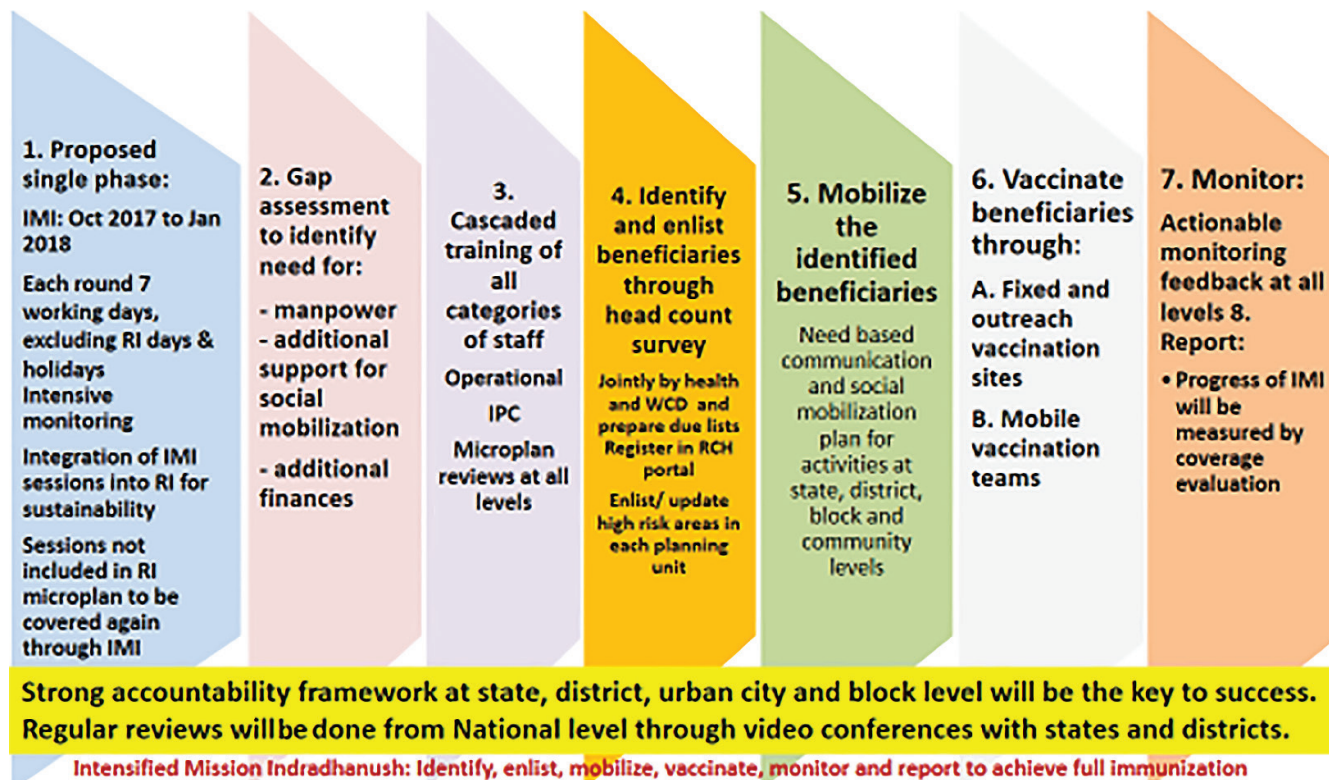 1. Proposed
single phase:
IMI: Oct 2017 to Jan
2018
Each round 7
working days,
excluding RI days &
holidays
Intensive
monitoring
Integration of IMI
sessions into RI for
sustainability
Sessions not
included in RI
microplan to be
covered again
through IMI
2. Gap
assessment
to identify
need for:
- manpower
- additional
support for
social
mobilization
- additional
finances
3.
Cascaded
training of
all
categories
of staff
Operational
IPC
Microplan
reviews at all
levels
4. Identify
and enlist
beneficiaries
through
head count
survey
Jointly by health
and WCD and
prepare due lists
Register in RCH
portal
Enlist/ update
high risk areas in
each planning
unit
5. Mobilize
the
identified
beneficiaries
Need based
communication
and social
mobilization
plan for
activities at
state, district,
block and
community
levels
6. Vaccinate
beneficiaries
through:
A. Fixed and
outreach
vaccination
sites
B. Mobile
vaccination
teams
7. Monitor:
Actionable
monitoring
feedback at all
levels 8.
Report:
• Progress of IMI
will be
measured by
coverage
evaluation
Strong accountability framework at state, district, urban city and block level will be the key to success.
Regular reviews will be done from National level through video conferences with states and districts.
Intensified Mission Indradhanush: Identify, enlist, mobilize, vaccinate, monitor and report to achieve full immunization